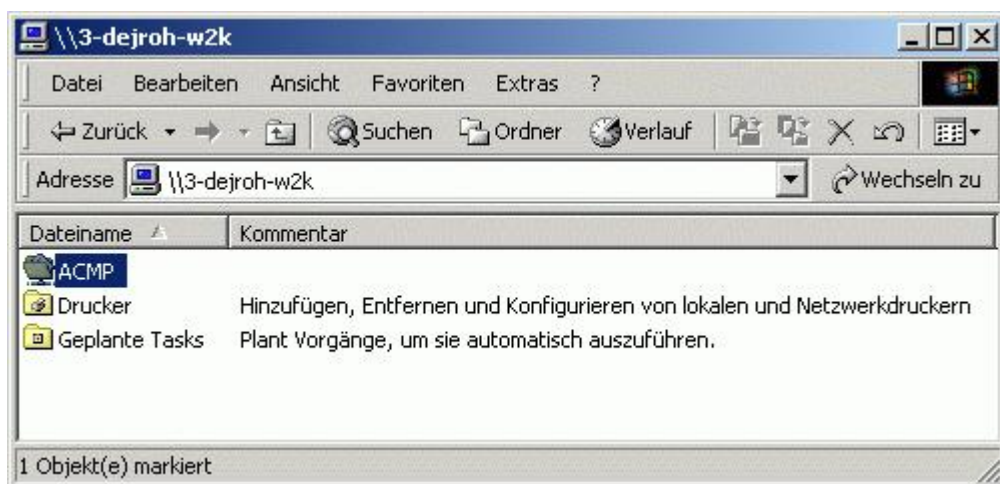 \\3-dejroh-w2k
Datei Bearbeiten Ansicht Favoriten Extras ?
Zurück Suchen Ordner Verlauf
Adresse \\3-dejroh-w2k Wechseln zu
Dateiname Kommentar
ACMP
Drucker Hinzufügen, Entfernen und Konfigurieren von lokalen und Netzwerkdruckern
Geplante Tasks Plant Vorgänge, um sie automatisch auszuführen.
1 Objekt(e) markiert